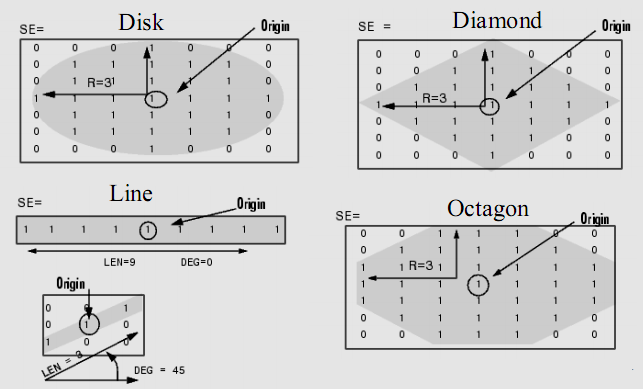 SE= Disk Origin
0 0 0 1 0 0 0
0 1 1 1 1 1 0
0 1 1 1 1 1 0
R=3
1 1 1 1 1
0 1 1 1 1 1 0
0 1 1 1 1 1 0
0 0 0 1 0 0 0
SE = Diamond Origin
0 0 0 1 0 0 0
0 0 1 1 1 0 0
0 1 1 1 1 1 0
R=3
1 1 1 1 1
0 1 1 1 1 1 0
0 0 1 1 1 0 0
0 0 0 1 0 0 0
SE= Line Origin
1 1 1 1 1 1 1 1 1
LEN=9 DEG=0
Origin
0 0 1
0 1 0
1 0 0
LEN = 3
DEG = 45
SE= Octagon Origin
0 0 1 1 1 0 0
0 1 1 1 1 1 0
1 1 R=3 1 1 1
1 1 1 1 1 1 1
1 1 1 1 1 1 1
0 1 1 1 1 1 0
0 0 1 1 1 0 0